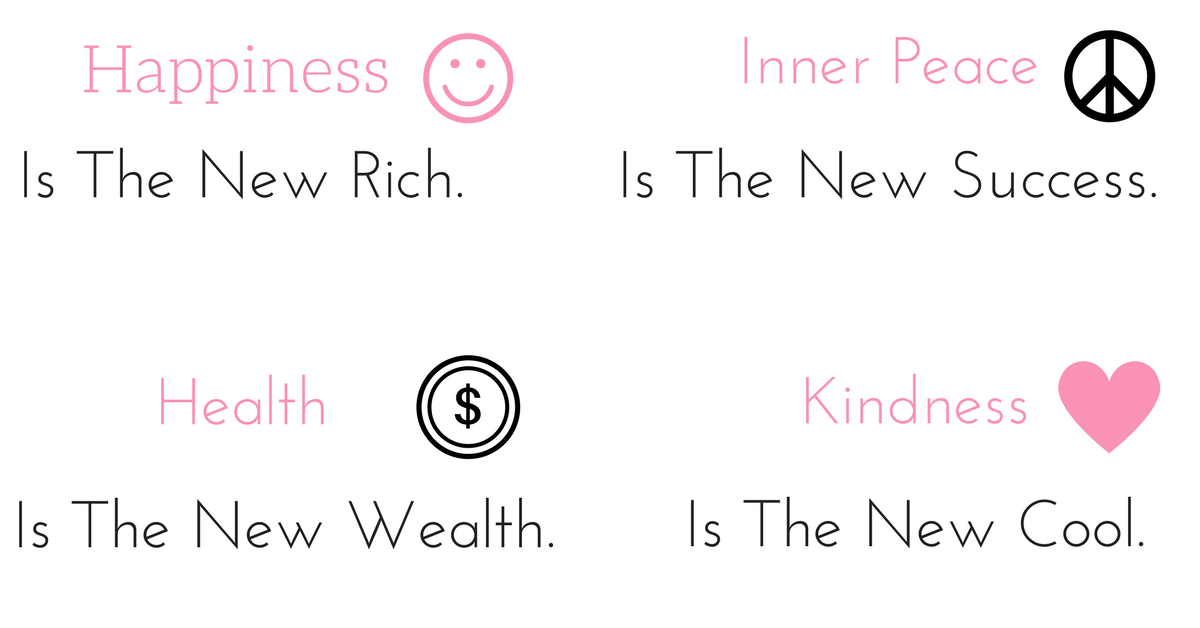 Happiness
Is The New Rich.
Inner Peace
Is The New Success.
Health
$
Is The New Wealth.
Kindness
Is The New Cool.